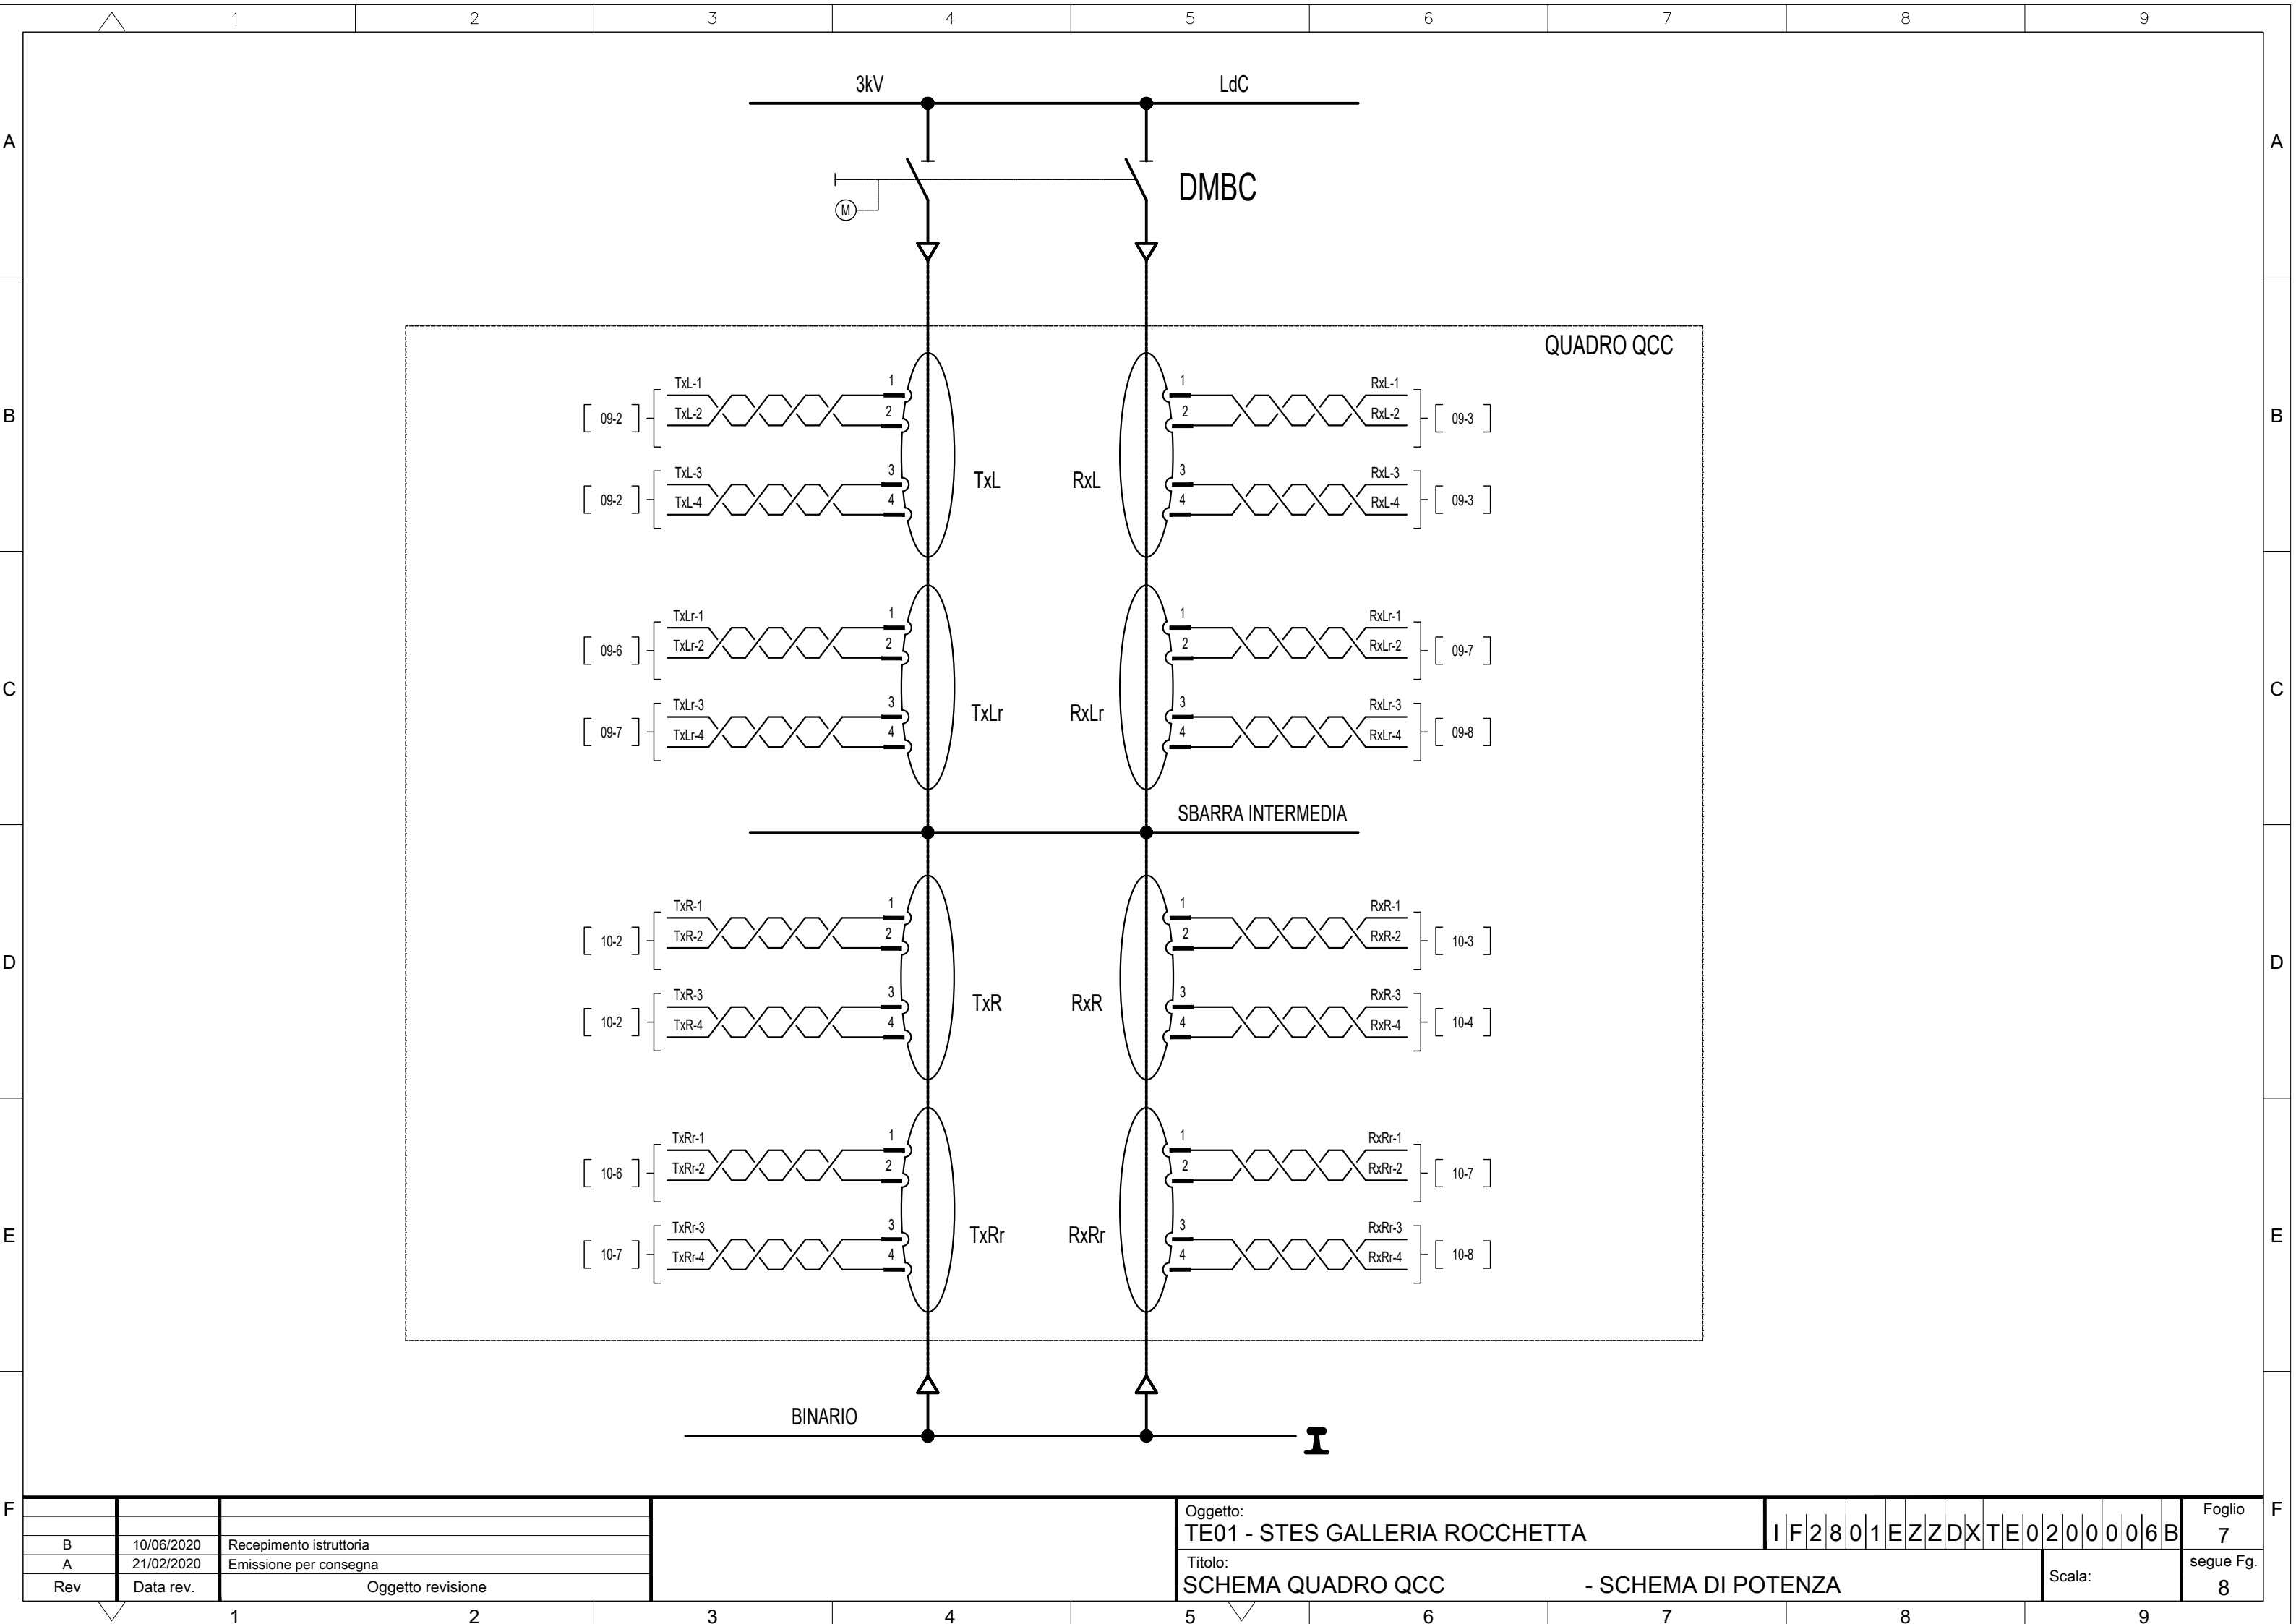 1 2 3 4 5 6 7 8 9
3kV LdC
A A
DMBC
M
QUADRO QCC
TxL-1 1 1 RxL-1
[ 09-2 ] TxL-2 2 2 RxL-2 [ 09-3 ]
B B
TxL-3 3 3 RxL-3
TxL RxL
[ 09-2 ] TxL-4 4 4 RxL-4 [ 09-3 ]
TxLr-1 1 1 RxLr-1
[ 09-6 ] TxLr-2 2 2 RxLr-2 [ 09-7 ]
C C
TxLr-3 3 3 RxLr-3
TxLr RxLr
[ 09-7 ] TxLr-4 4 4 RxLr-4 [ 09-8 ]
SBARRA INTERMEDIA
TxR-1 1 1 RxR-1
[ 10-2 ] TxR-2 2 2 RxR-2 [ 10-3 ]
D D
TxR-3 3 3 RxR-3
TxR RxR
[ 10-2 ] TxR-4 4 4 RxR-4 [ 10-4 ]
TxRr-1 1 1 RxRr-1
[ 10-6 ] TxRr-2 2 2 RxRr-2 [ 10-7 ]
TxRr-3 3 3 RxRr-3
E TxRr RxRr E
[ 10-7 ] TxRr-4 4 4 RxRr-4 [ 10-8 ]
BINARIO
F F
B 10/06/2020 Recepimento istruttoria
A 21/02/2020 Emissione per consegna
Rev Data rev. Oggetto revisione
Oggetto:
TE01 - STES GALLERIA ROCCHETTA
IF2801EZZDXTE0200006B
Foglio
7
Titolo:
SCHEMA QUADRO QCC - SCHEMA DI POTENZA
Scala:
segue Fg.
8
1 2 3 4 5 6 7 8 9